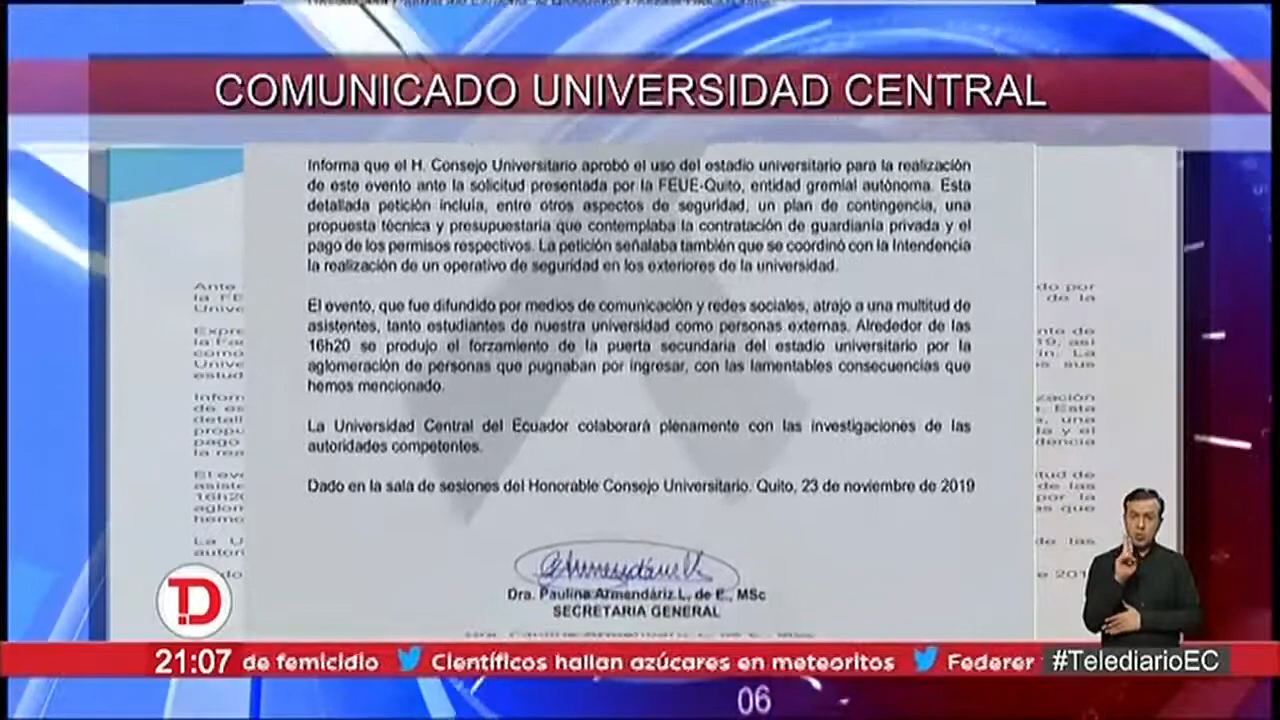 COMUNICADO UNIVERSIDAD CENTRAL
Informa que el H. Consejo Universitario aprobó el uso del estadio universitario para la realización
de este evento ante la solicitud presentada por la FEUE-Quito, entidad gremial autónoma. Esta
detallada petición incluía, entre otros aspectos de seguridad, un plan de contingencia, una
propuesta técnica y presupuestaria que contemplaba la contratación de guardianía privada y el
pago de los permisos respectivos. La petición señalaba también que se coordinó con la Intendencia
la realización de un operativo de seguridad en los exteriores de la universidad.
El evento, que fue difundido por medios de comunicación y redes sociales, atrajo a una multitud de
asistentes, tanto estudiantes de nuestra universidad como personas externas. Alrededor de las
16h20 se produjo el forzamiento de la puerta secundaria del estadio universitario por la
aglomeración de personas que pugnaban por ingresar, con las lamentables consecuencias que
hemos mencionado.
La Universidad Central del Ecuador colaborará plenamente con las investigaciones de las
autoridades competentes.
Dado en la sala de sesiones del Honorable Consejo Universitario. Quito, 23 de noviembre de 2019
Dra. Paulina Armendáriz L. de E., MSc
SECRETARIA GENERAL
TD
21:07 de femicidio Científicos hallan azúcares en meteoritos Federer #TelediarioEC
06